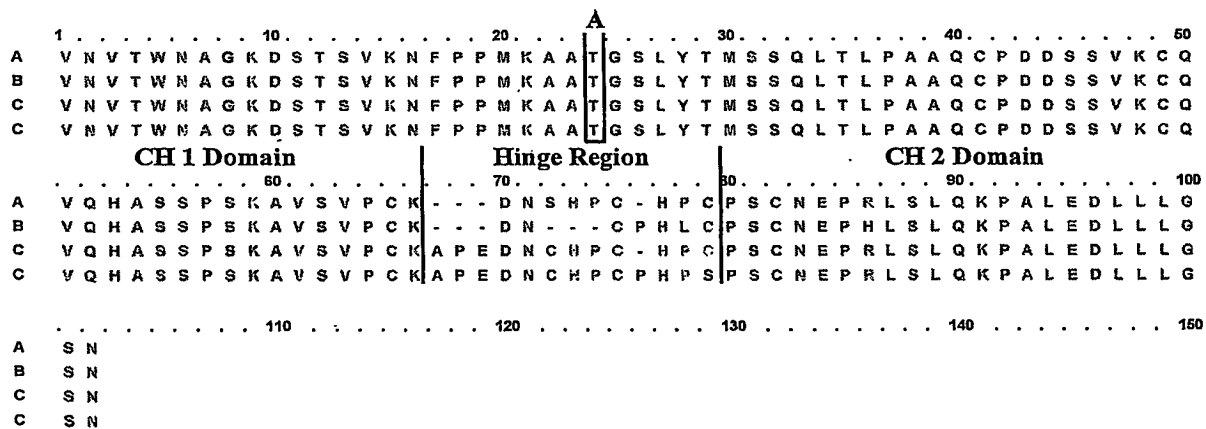 A
1 . . . . . . . . 10 . . . . . . . . 20 . . . . . . . . 30 . . . . . . . . 40 . . . . . . . . 50
A V N V T W N A G K D S T S V K N F P P M K A A T G S L Y T M S S Q L T L P A A Q C P D D S S V K C Q
B V N V T W N A G K D S T S V K N F P P M K A A T G S L Y T M S S Q L T L P A A Q C P D D S S V K C Q
C V N V T W N A G K D S T S V K N F P P M K A A T G S L Y T M S S Q L T L P A A Q C P D D S S V K C Q
C V N V T W N A G K D S T S V K N F P P M K A A T G S L Y T M S S Q L T L P A A Q C P D D S S V K C Q
CH 1 Domain Hinge Region CH 2 Domain
. . . . . . . . . 60 . . . . . . . . 70 . . . . . . . . 80 . . . . . . . . 90 . . . . . . . . 100
A V Q H A S S P S K A V S V P C K - - - D N S H P C - H P C P S C N E P R L S L Q K P A L E D L L L G
B V Q H A S S P S K A V S V P C K - - - D N - - - C P H L C P S C N E P H L S L Q K P A L E D L L L G
C V Q H A S S P S K A V S V P C K A P E D N C H P C - H P C P S C N E P R L S L Q K P A L E D L L L G
C V Q H A S S P S K A V S V P C K A P E D N C H P C P H P S P S C N E P R L S L Q K P A L E D L L L G
. . . . . . . . . 110 . . . . . . . . 120 . . . . . . . . 130 . . . . . . . . 140 . . . . . . . . 150
A S N
B S N
C S N
C S N